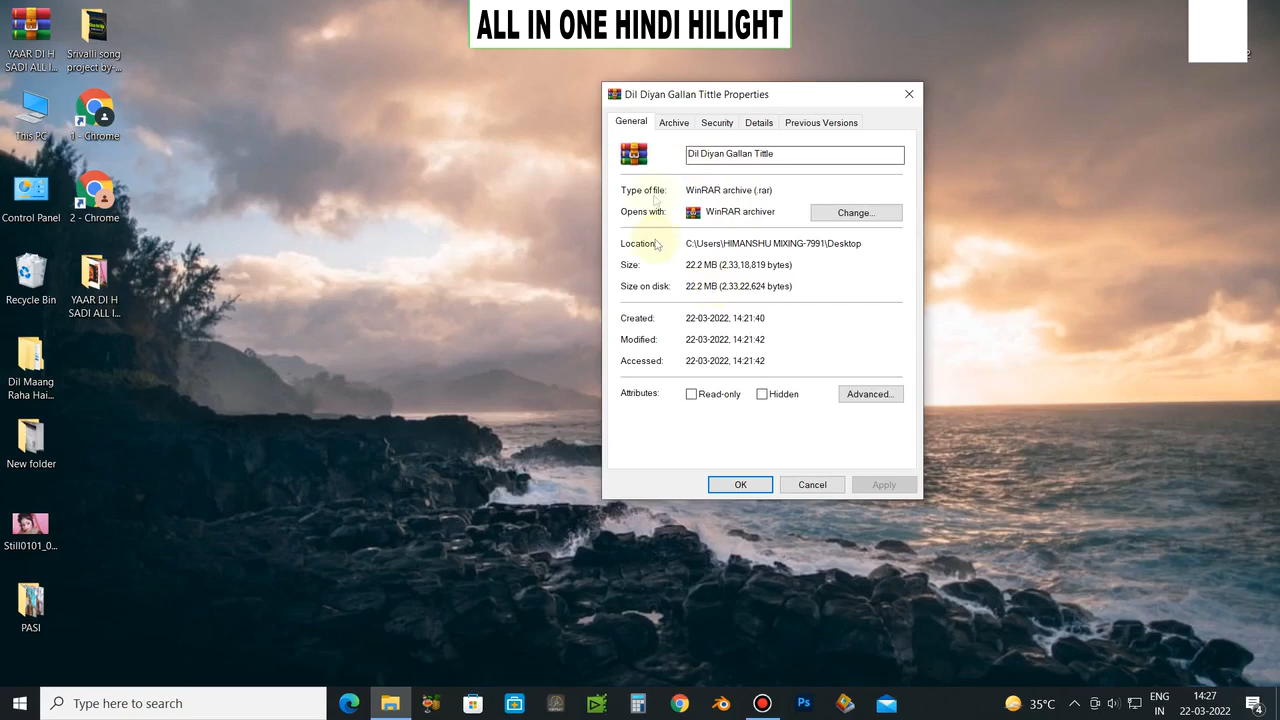 ALL IN ONE HINDI HILIGHT
YAAR DI H
SADI ALL I...
Srivalli song
project by-...
This PC
1 - Chrome
Control Panel
2 - Chrome
Recycle Bin
YAAR DI H
SADI ALL I...
Dil Maang
Raha Hai...
New folder
Still0101_0...
PASI
2
Dil Diyan Gallan Tittle Properties
General
Archive
Security
Details
Previous Versions
Dil Diyan Gallan Tittle
Type of file:
WinRAR archive (.rar)
Opens with:
WinRAR archiver
Change...
Location:
C:\Users\HIMANSHU MIXING-7991\Desktop
Size:
22.2 MB (2,33,18,819 bytes)
Size on disk:
22.2 MB (2,33,22,624 bytes)
Created:
22-03-2022, 14:21:40
Modified:
22-03-2022, 14:21:42
Accessed:
22-03-2022, 14:21:42
Attributes:
Read-only
Hidden
Advanced...
OK
Cancel
Apply
Type here to search
Ps
35°C
ENG
IN
14:27
22-03-2022
4